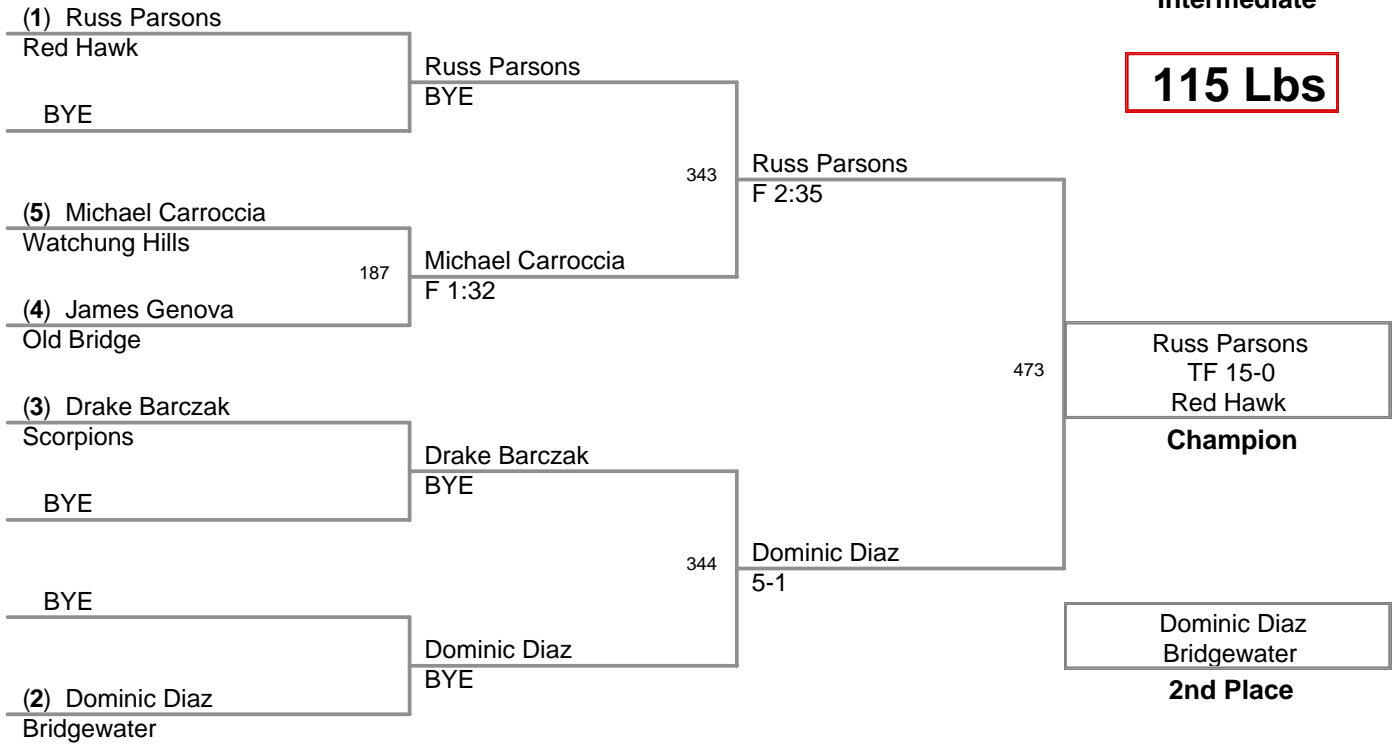 Intermediate
115 Lbs
(1) Russ Parsons
Red Hawk
BYE
(5) Michael Carroccia
Watchung Hills
187
(4) James Genova
Old Bridge
(3) Drake Barczak
Scorpions
BYE
BYE
(2) Dominic Diaz
Bridgewater
Russ Parsons
BYE
343
Michael Carroccia
F 1:32
Drake Barczak
BYE
344
Dominic Diaz
BYE
Russ Parsons
F 2:35
473
Dominic Diaz
5-1
Russ Parsons
TF 15-0
Red Hawk
Champion
Dominic Diaz
Bridgewater
2nd Place